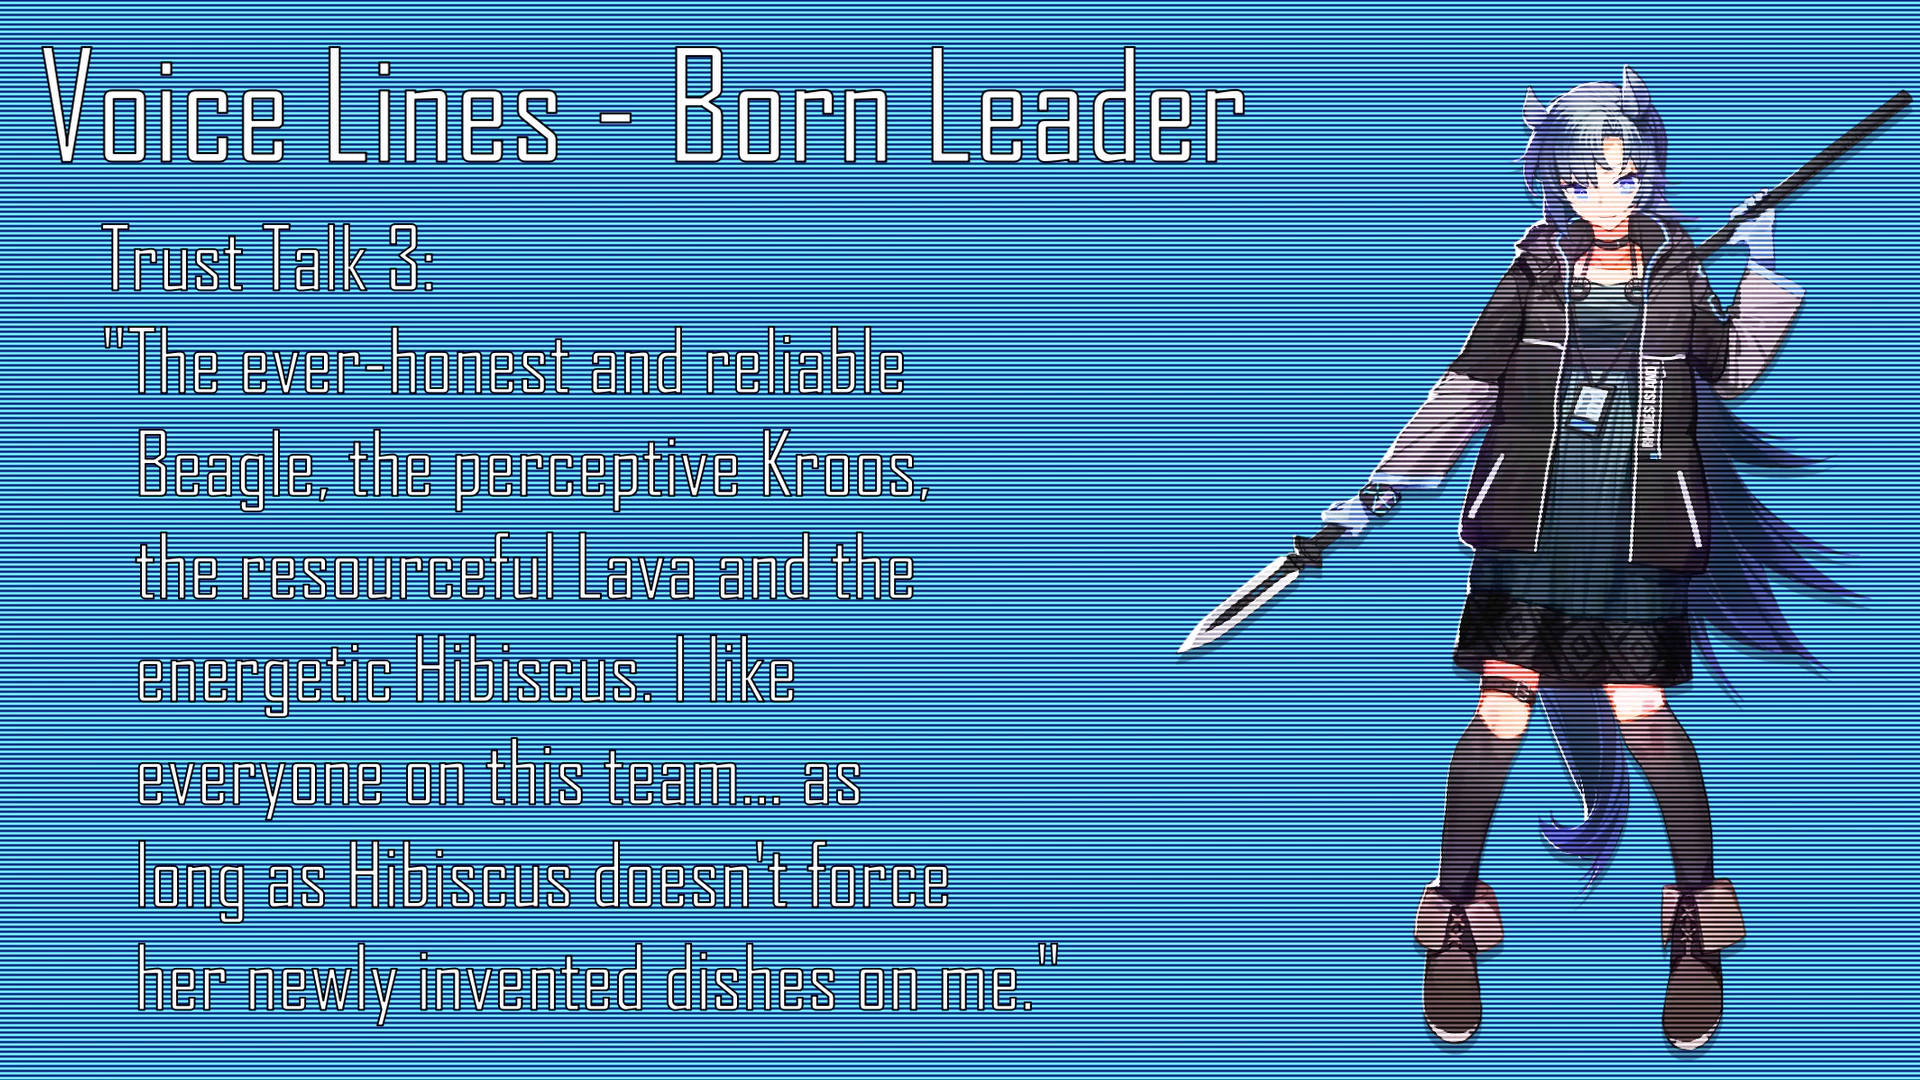 Voice Lines - Born Leader
Trust Talk 3:
"The ever-honest and reliable
Beagle, the perceptive Kroos,
the resourceful Lava and the
energetic Hibiscus. I like
everyone on this team... as
long as Hibiscus doesn't force
her newly invented dishes on me."
RHODES ISLAND